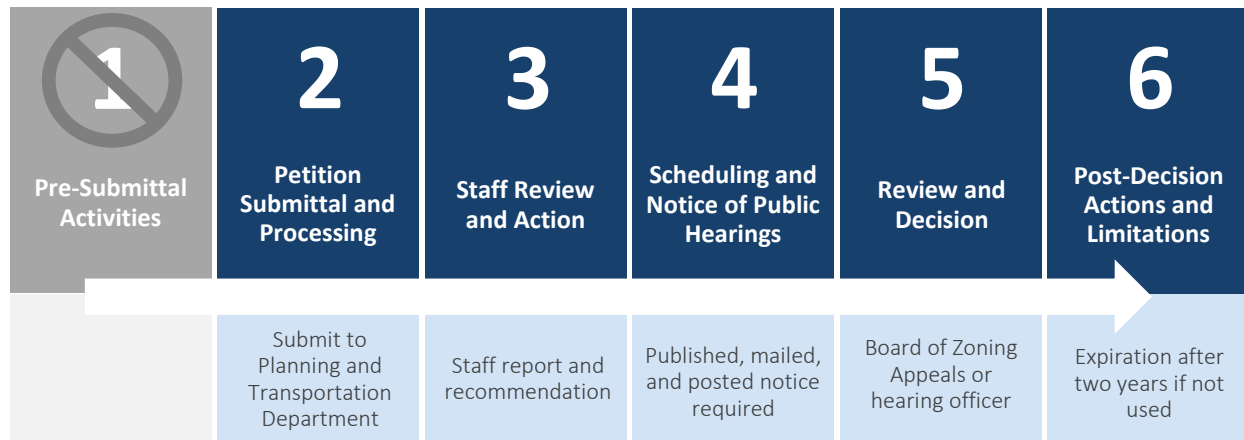 1
Pre-Submittal
Activities
2
Petition
Submittal and
Processing
Submit to
Planning and
Transportation
Department
3
Staff Review
and Action
Staff report and
recommendation
4
Scheduling and
Notice of Public
Hearings
Published, mailed,
and posted notice
required
5
Review and
Decision
Board of Zoning
Appeals or
hearing officer
6
Post-Decision
Actions and
Limitations
Expiration after
two years if not
used